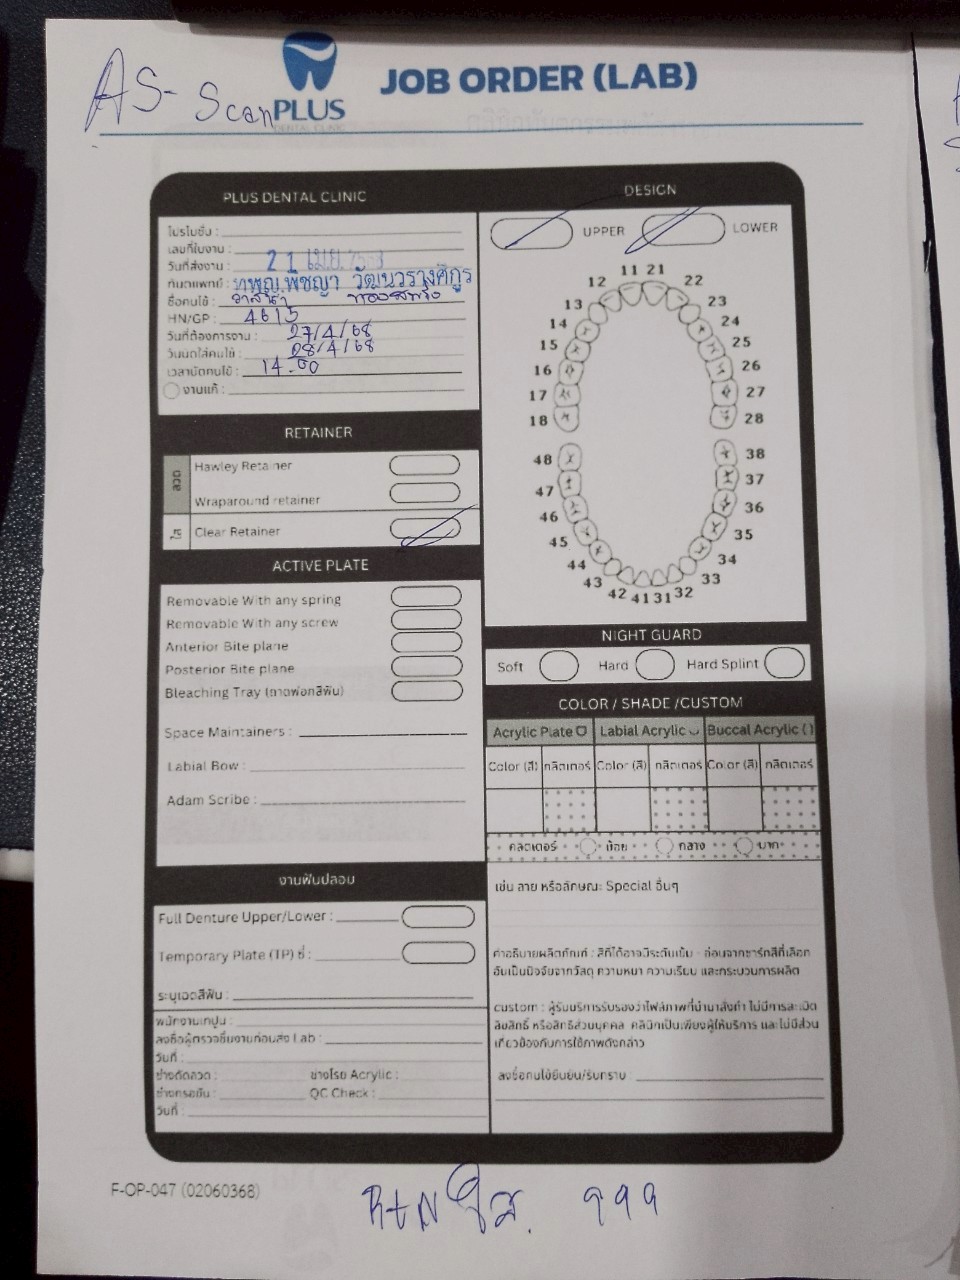 AS- Scan
PLUS
DENTAL CLINIC
JOB ORDER (LAB)
PLUS DENTAL CLINIC
โปรโมชั่น :
เลขที่ใบงาน :
วันที่ส่งงาน : 21 เม.ย.
ทันตแพทย์ : ทพญ.พิชญา วัฒนวรางศิกูร
ชื่อคนไข้ :
HN/GP : 4615
วันที่ต้องการงาน : 27/4/68
วันนัดใส่คนไข้ : 28/4/68
เวลานัดคนไข้ : 14.00
งานแก้ :
RETAINER
ลวด
Hawley Retainer
Wraparound retainer
ใส
Clear Retainer
ACTIVE PLATE
Removable With any spring
Removable With any screw
Anterior Bite plane
Posterior Bite plane
Bleaching Tray (ถาดฟอกสีฟัน)
Space Maintainers :
Labial Bow :
Adam Scribe :
งานฟันปลอม
Full Denture Upper/Lower :
Temporary Plate (TP) ซี่ :
ระบุเฉดสีฟัน :
พนักงานเทปูน :
ลงชื่อผู้ตรวจชิ้นงานก่อนส่ง Lab :
วันที่ :
ช่างดัดลวด : ช่างโรย Acrylic :
ช่างกรอขัด : QC Check :
วันที่ :
DESIGN
UPPER LOWER
11 21
12 22
13 23
14 24
15 25
16 26
17 27
18 28
48 38
47 37
46 36
45 35
44 34
43 33
42 41 31 32
NIGHT GUARD
Soft Hard Hard Splint
COLOR / SHADE /CUSTOM
Acrylic Plate Labial Acrylic Buccal Acrylic ( )
Color (สี) กลิตเตอร์ Color (สี) กลิตเตอร์ Color (สี) กลิตเตอร์
กลิตเตอร์ น้อย กลาง มาก
เช่น ลาย หรือลักษณะ Special อื่นๆ
คำอธิบายผลิตภัณฑ์ : สีที่ได้อาจมีระดับเข้ม - อ่อนจากชาร์ทสีที่เลือก
อันเป็นปัจจัยจากวัสดุ ความหนา ความเรียบ และกระบวนการผลิต
custom : ผู้รับบริการรับรองว่าไฟล์ภาพที่นำมาสั่งทำ ไม่มีการละเมิด
ลิขสิทธิ์ หรือสิทธิส่วนบุคคล คลินิกเป็นเพียงผู้ให้บริการ และไม่มีส่วน
เกี่ยวข้องกับการใช้ภาพดังกล่าว
ลงชื่อคนไข้ยืนยัน/รับทราบ :
F-OP-047 (02060368)
RtN ใส. 999